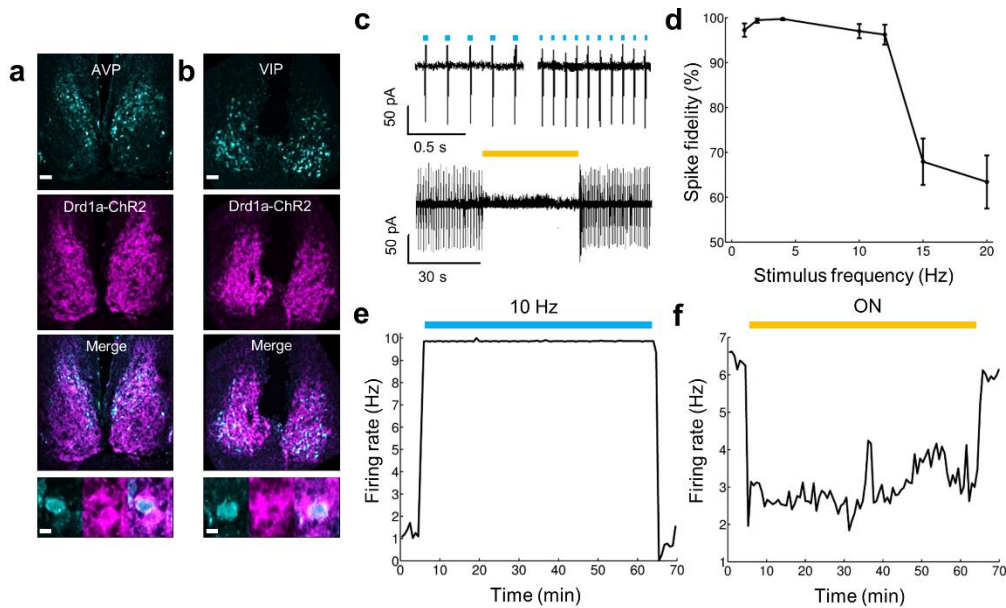 a
AVP
Drd1a-ChR2
Merge
b
VIP
Drd1a-ChR2
Merge
c
50 pA
0.5 s
50 pA
30 s
d
Spike fidelity (%)
100
90
80
70
60
50
0 5 10 15 20
Stimulus frequency (Hz)
e
10 Hz
Firing rate (Hz)
10
9
8
7
6
5
4
3
2
1
0
0 10 20 30 40 50 60 70
Time (min)
f
ON
Firing rate (Hz)
7
6
5
4
3
2
1
0 10 20 30 40 50 60 70
Time (min)